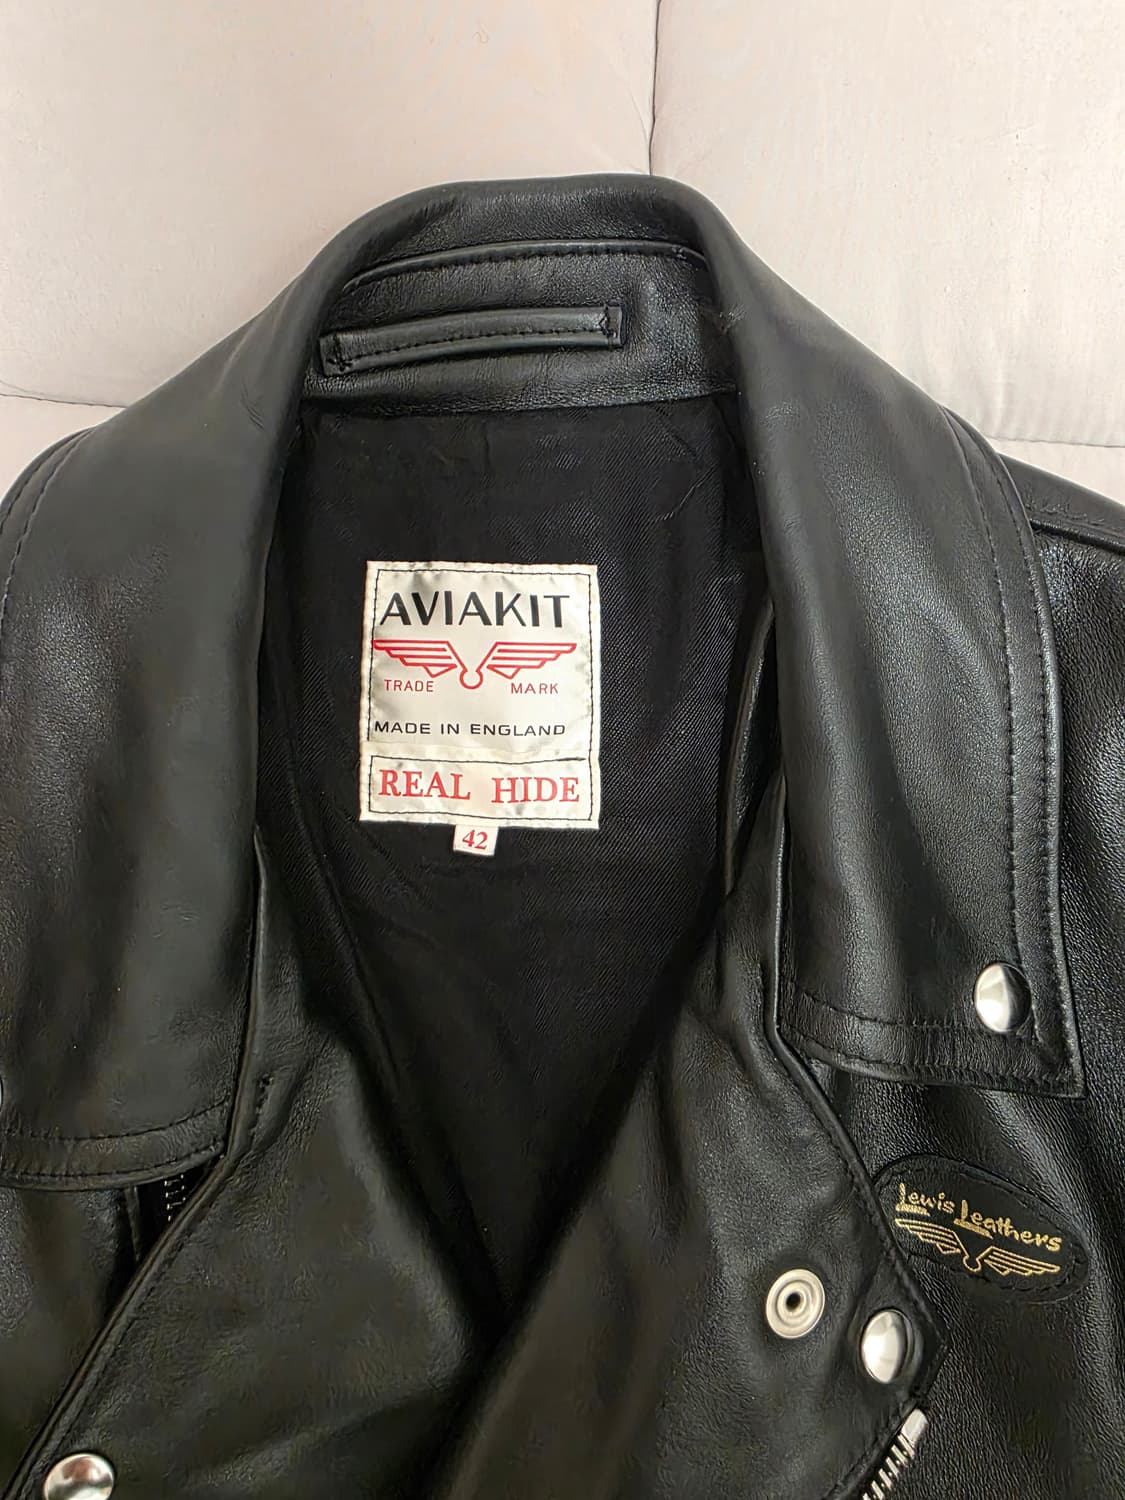 AVIAKIT
TRADE MARK
MADE IN ENGLAND
REAL HIDE
42
Lewis Leathers